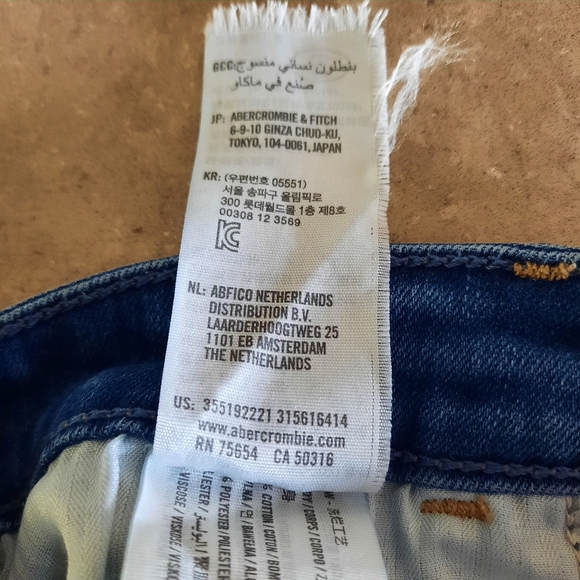 GCC: بنطلون نسائي منسوج
صنع في ماكاو
JP: ABERCROMBIE & FITCH
6-9-10 GINZA CHUO-KU,
TOKYO, 104-0061, JAPAN
KR: (우편번호 05551)
서울 송파구 올림픽로
300 롯데월드몰 1층 제8호
00308 12 3569
NL: ABFICO NETHERLANDS
DISTRIBUTION B.V.
LAARDERHOOGTWEG 25
1101 EB AMSTERDAM
THE NETHERLANDS
US: 355192221 315616414
www.abercrombie.com
RN 75654 CA 50316